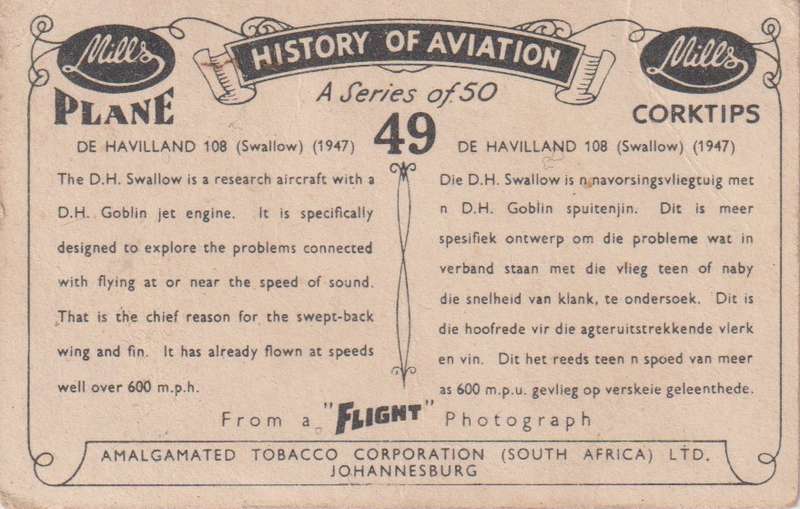 Mills
HISTORY OF AVIATION
Mills
PLANE
A Series of 50
CORKTIPS
49
DE HAVILLAND 108 (Swallow) (1947)
The D.H. Swallow is a research aircraft with a
D.H. Goblin jet engine. It is specifically
designed to explore the problems connected
with flying at or near the speed of sound.
That is the chief reason for the swept-back
wing and fin. It has already flown at speeds
well over 600 m.p.h.
DE HAVILLAND 108 (Swallow) (1947)
Die D.H. Swallow is n navorsingsvliegtuig met
n D.H. Goblin spuitenjin. Dit is meer
spesifiek ontwerp om die probleme wat in
verband staan met die vlieg teen of naby
die snelheid van klank, te ondersoek. Dit is
die hoofrede vir die agteruitstrekkende vlerk
en vin. Dit het reeds teen n spoed van meer
as 600 m.p.u. gevlieg op verskeie geleenthede.
From a "FLIGHT" Photograph
AMALGAMATED TOBACCO CORPORATION (SOUTH AFRICA) LTD.
JOHANNESBURG